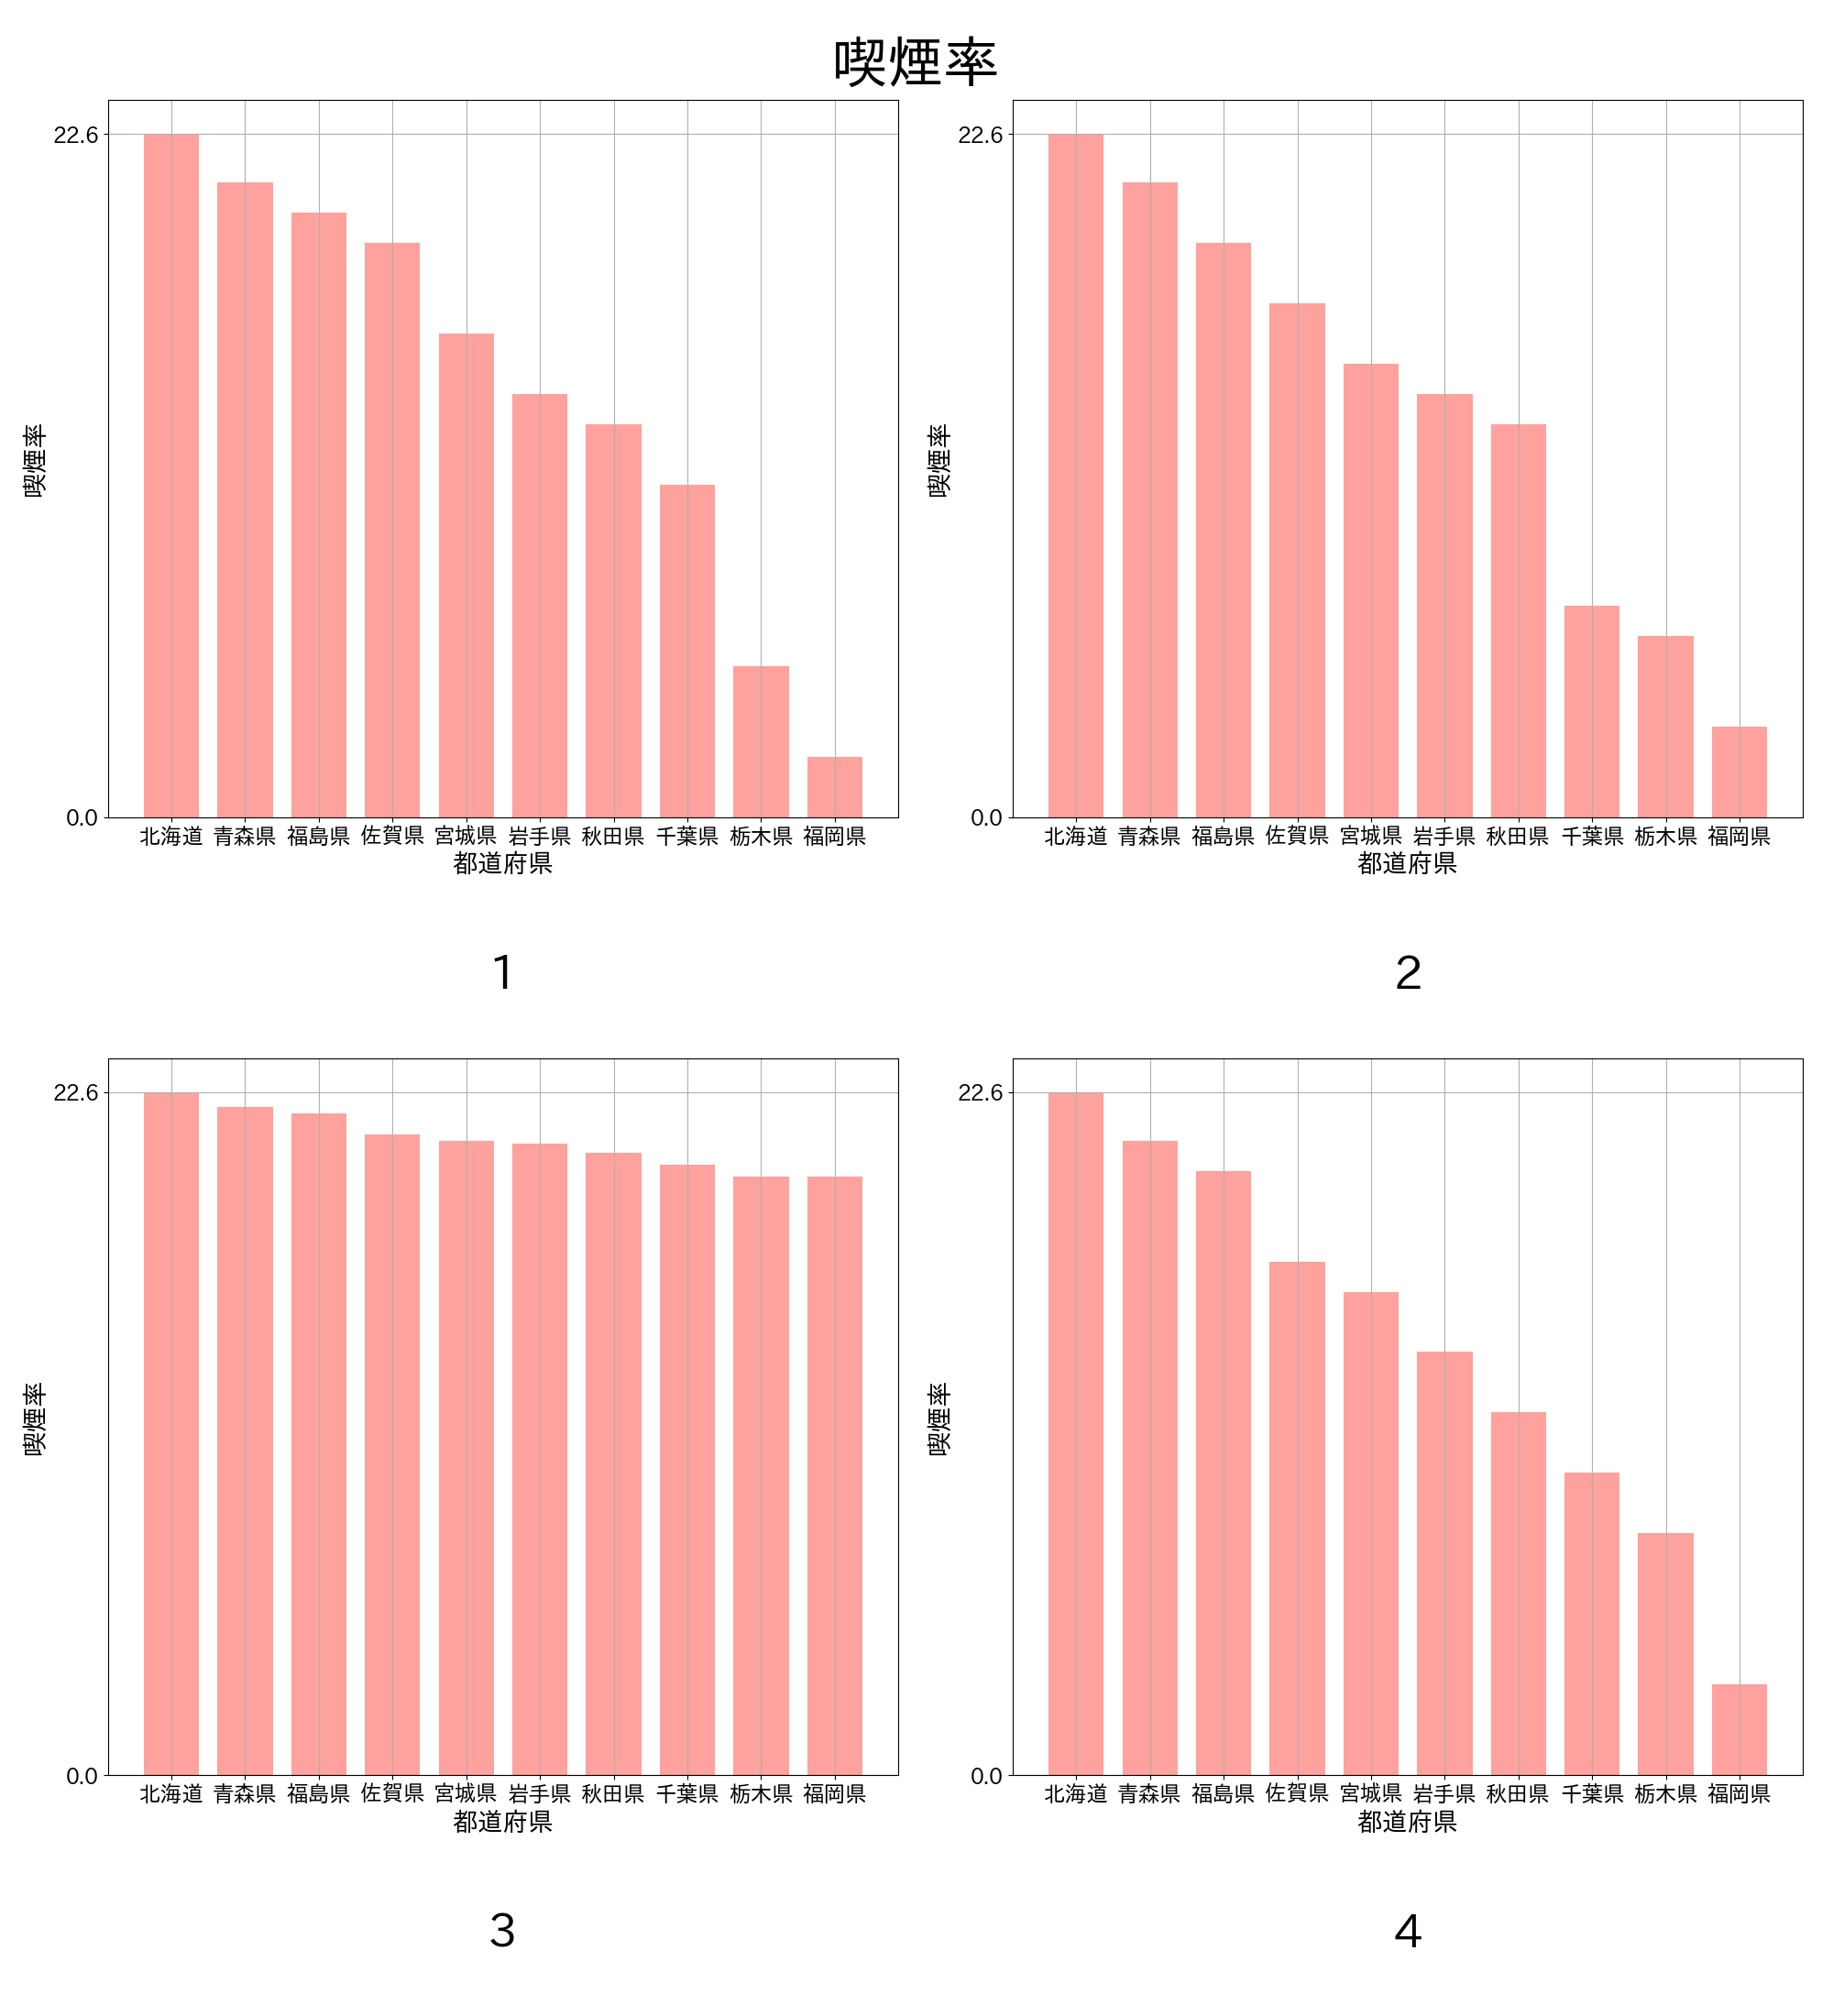 喫煙率
22.6
0.0
喫煙率
北海道 青森県 福島県 佐賀県 宮城県 岩手県 秋田県 千葉県 栃木県 福岡県
都道府県
1
22.6
0.0
喫煙率
北海道 青森県 福島県 佐賀県 宮城県 岩手県 秋田県 千葉県 栃木県 福岡県
都道府県
2
22.6
0.0
喫煙率
北海道 青森県 福島県 佐賀県 宮城県 岩手県 秋田県 千葉県 栃木県 福岡県
都道府県
3
22.6
0.0
喫煙率
北海道 青森県 福島県 佐賀県 宮城県 岩手県 秋田県 千葉県 栃木県 福岡県
都道府県
4